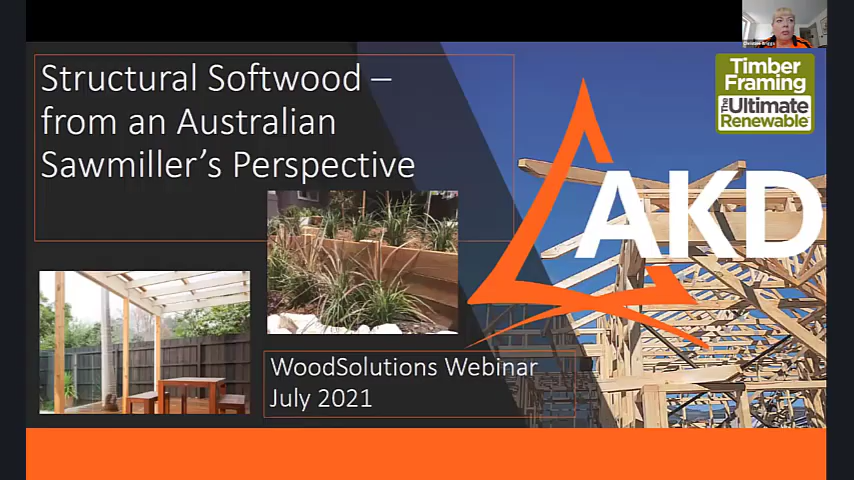 Structural Softwood –
from an Australian
Sawmiller's Perspective
Timber
Framing
The Ultimate
Renewable
AKD
WoodSolutions Webinar
July 2021